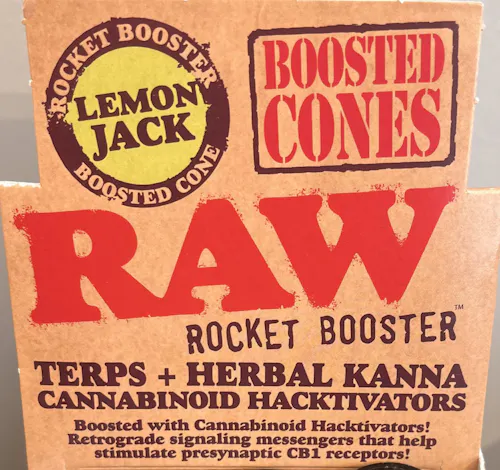 ROCKET BOOSTER
LEMON
JACK
BOOSTED CONE
BOOSTED
CONES
RAW
ROCKET BOOSTER™
TERPS + HERBAL KANNA
CANNABINOID HACKTIVATORS
Boosted with Cannabinoid Hacktivators!
Retrograde signaling messengers that help
stimulate presynaptic CB1 receptors!